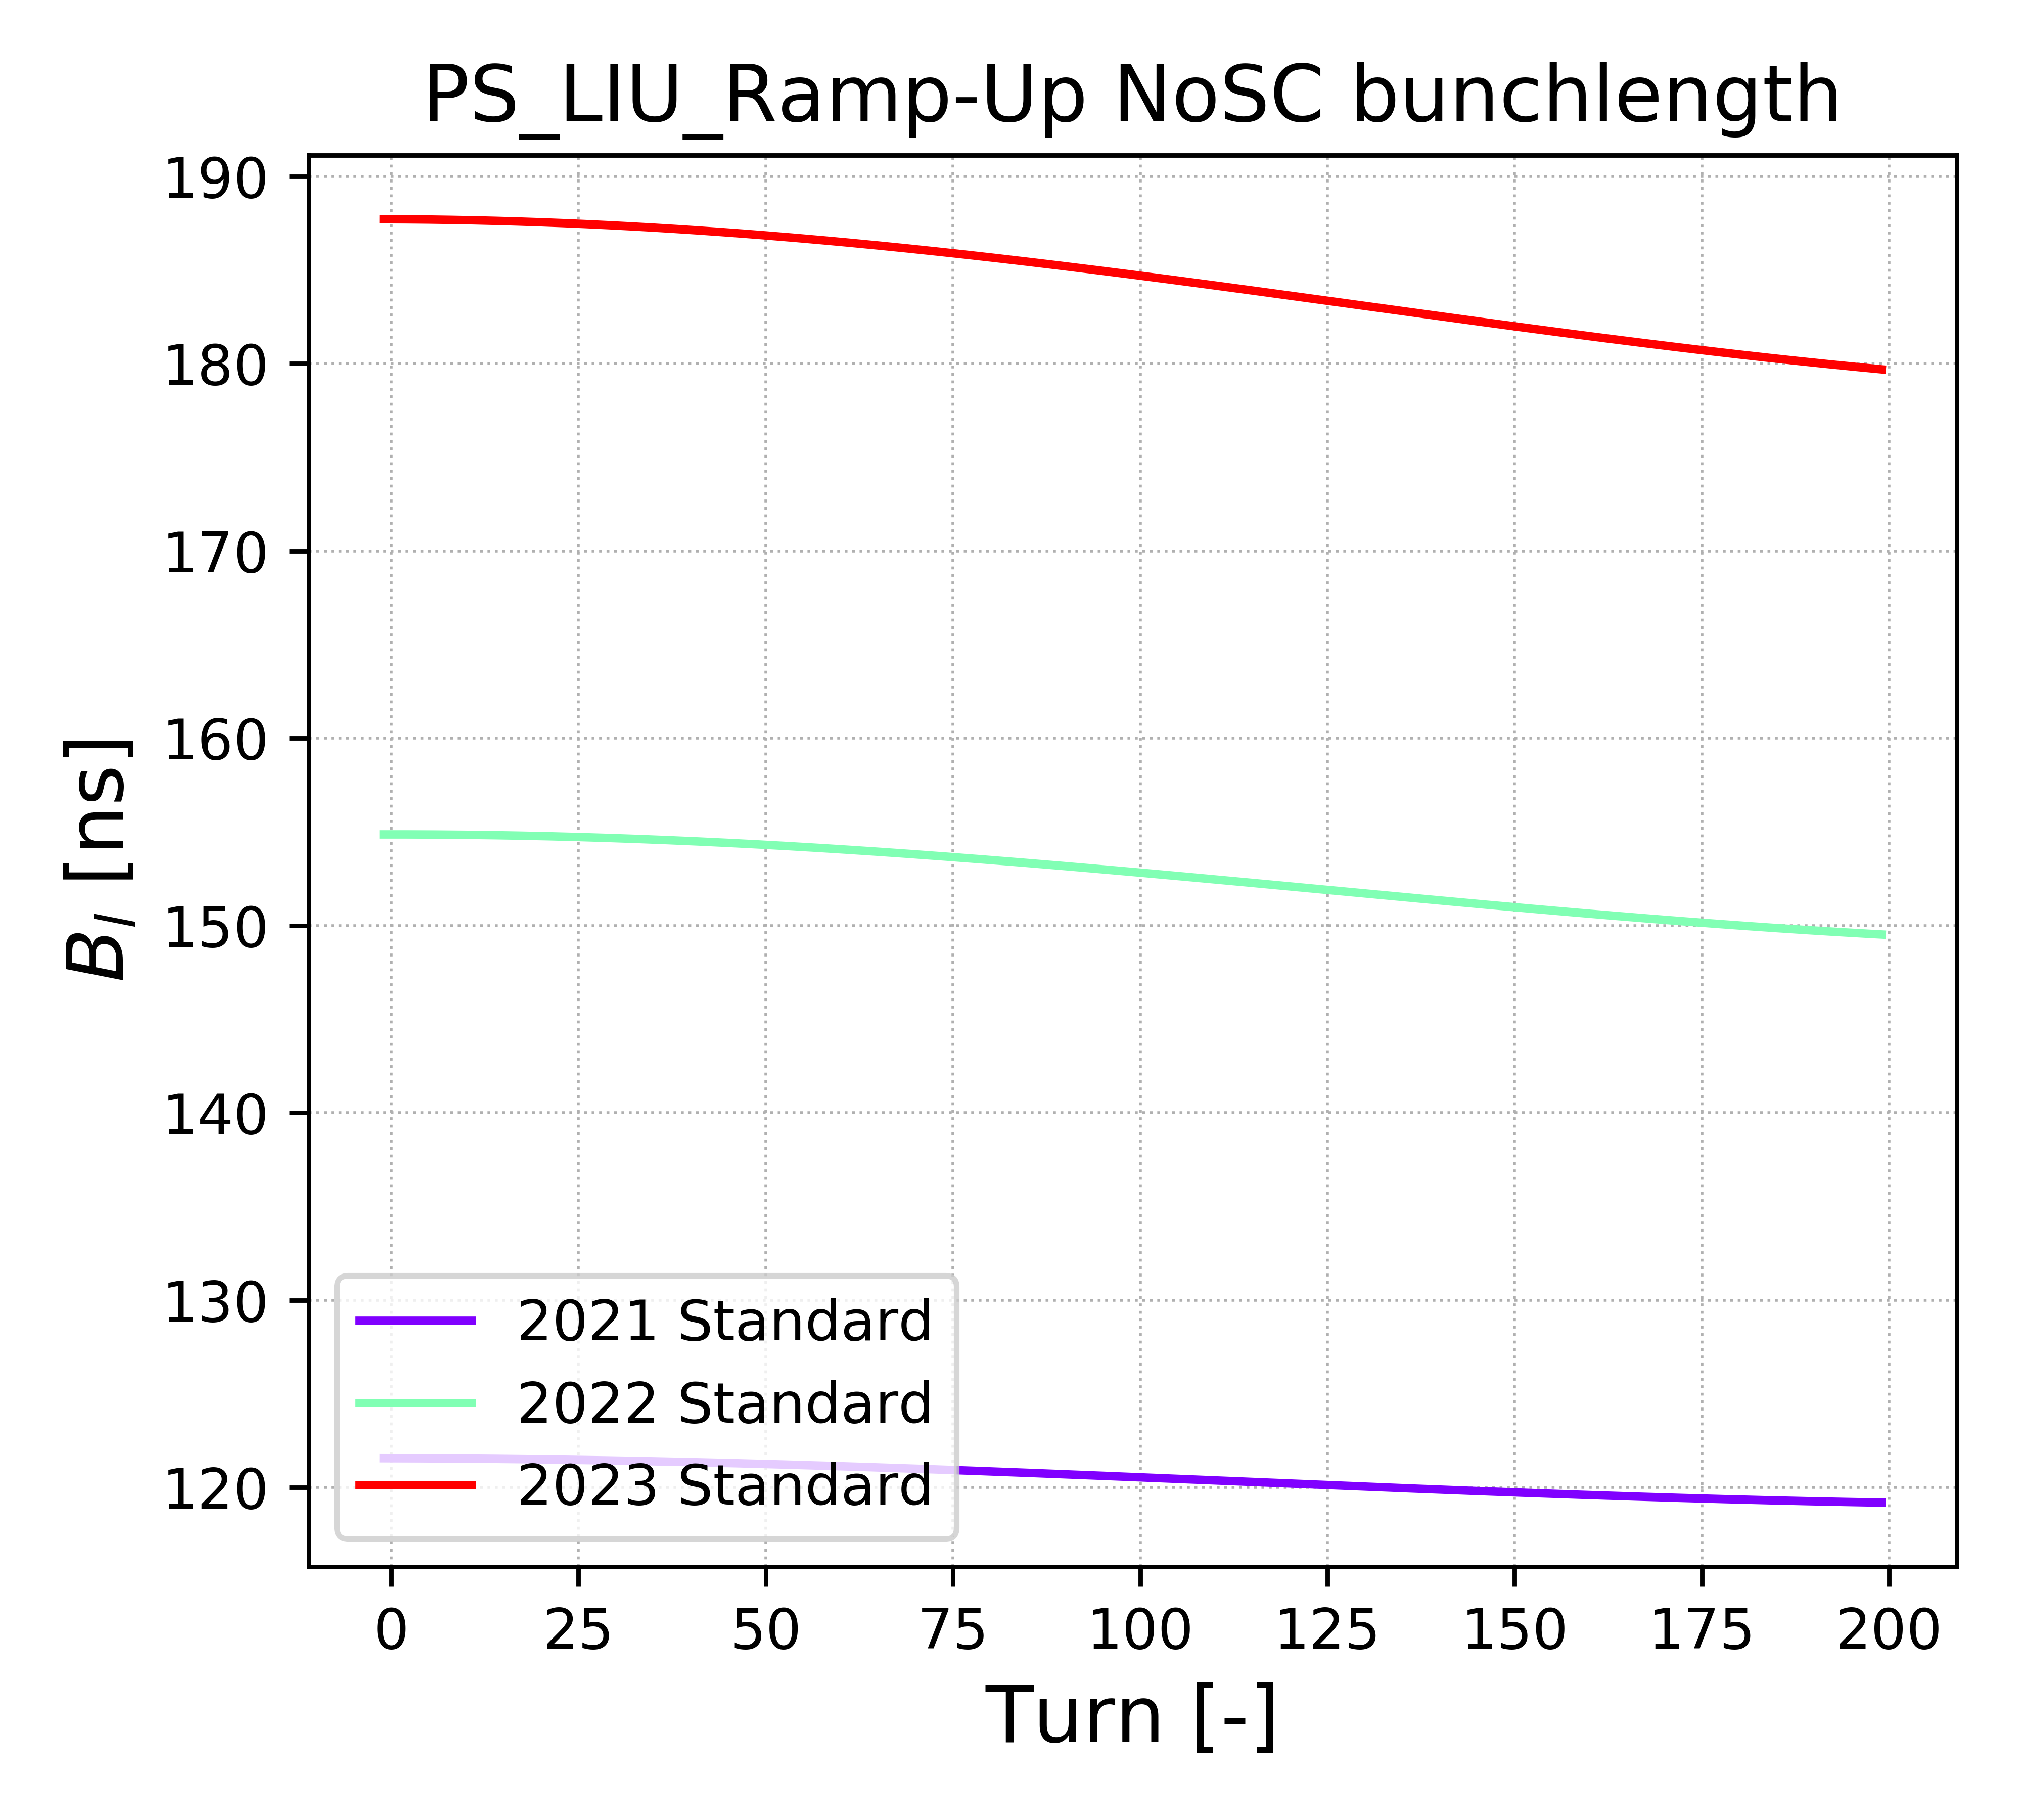 PS_LIU_Ramp-Up NoSC bunchlength
B_l [ns]
190
180
170
160
150
140
130
120
2021 Standard
2022 Standard
2023 Standard
0 25 50 75 100 125 150 175 200
Turn [-]